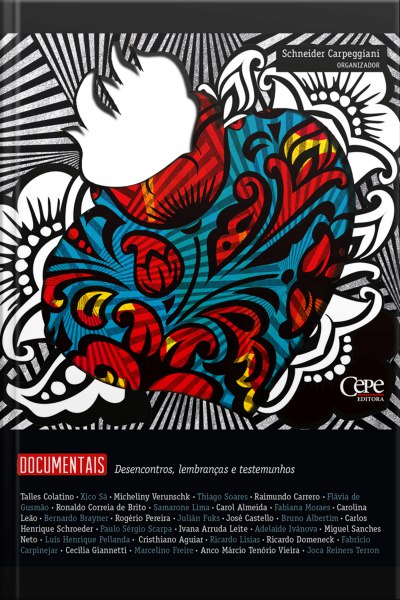 Schneider Carpeggiani
ORGANIZADOR
Cepe
EDITORA
DOCUMENTAIS Desencontros, lembranças e testemunhos
Talles Colatino • Xico Sá • Micheliny Verunschk • Thiago Soares • Raimundo Carrero • Flávia de
Gusmão • Ronaldo Correia de Brito • Samarone Lima • Carol Almeida • Fabiana Moraes • Carolina
Leão • Bernardo Brayner • Rogério Pereira • Julián Fuks • José Castello • Bruno Albertim • Carlos
Henrique Schroeder • Paulo Sérgio Scarpa • Ivana Arruda Leite • Adelaide Ivánova • Miguel Sanches
Neto • Luís Henrique Pellanda • Cristhiano Aguiar • Ricardo Lísias • Ricardo Domeneck • Fabrício
Carpinejar • Cecília Giannetti • Marcelino Freire • Anco Márcio Tenório Vieira • Joca Reiners Terron